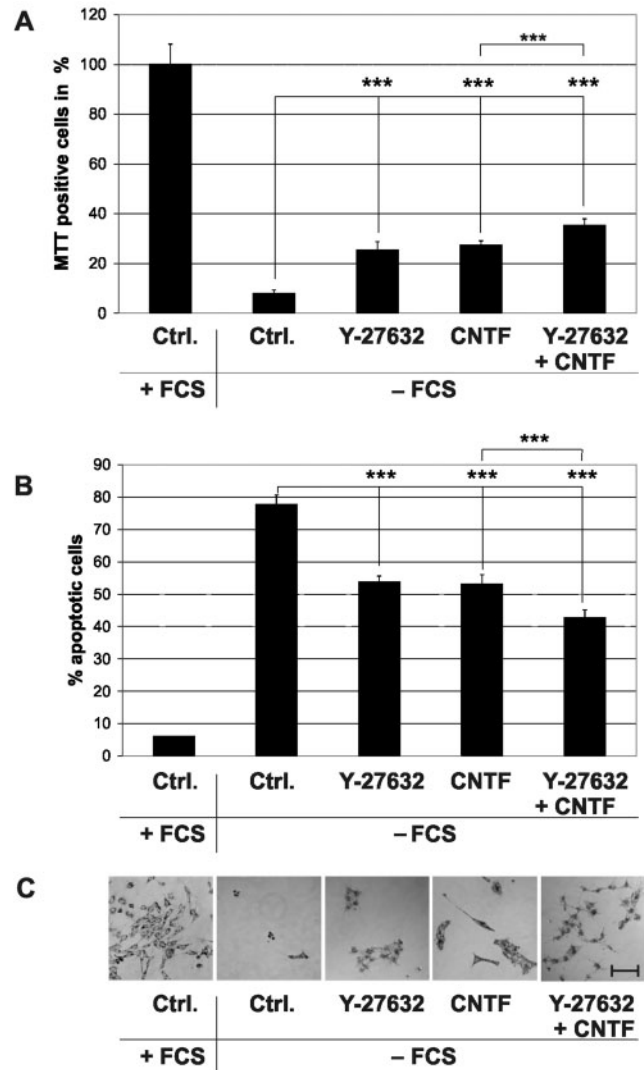 A
MTT positive cells in %
120
100
80
60
40
20
0
***
*** *** ***
Ctrl. Ctrl. Y-27632 CNTF Y-27632
+ CNTF
+ FCS – FCS
B
% apoptotic cells
90
80
70
60
50
40
30
20
10
0
***
*** *** ***
Ctrl. Ctrl. Y-27632 CNTF Y-27632
+ CNTF
+ FCS – FCS
C
Ctrl. Ctrl. Y-27632 CNTF Y-27632
+ CNTF
+ FCS – FCS